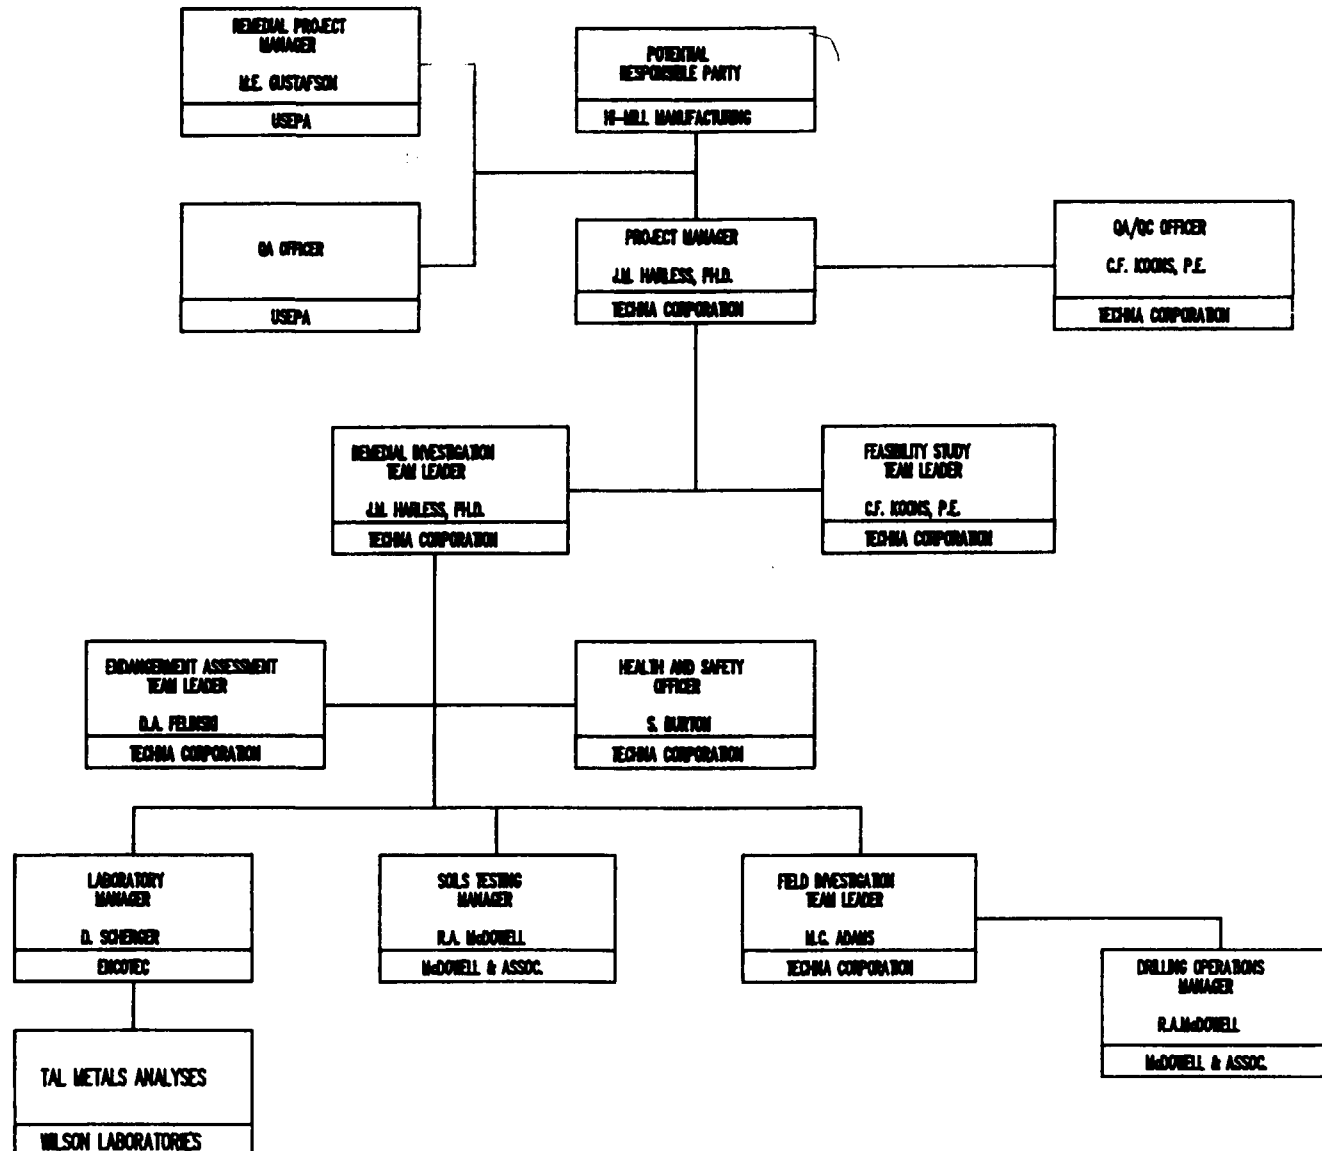 REMEDIAL PROJECT
MANAGER
M.E. GUSTAFSON
USEPA
POTENTIAL
RESPONSIBLE PARTY
HI-MILL MANUFACTURING
QA OFFICER
USEPA
PROJECT MANAGER
J.M. HARLESS, PH.D.
TECHNA CORPORATION
QA/QC OFFICER
C.F. KOONS, P.E.
TECHNA CORPORATION
REMEDIAL INVESTIGATION
TEAM LEADER
J.M. HARLESS, PH.D.
TECHNA CORPORATION
FEASIBILITY STUDY
TEAM LEADER
C.F. KOONS, P.E.
TECHNA CORPORATION
ENDANGERMENT ASSESSMENT
TEAM LEADER
D.A. FELINSKI
TECHNA CORPORATION
HEALTH AND SAFETY
OFFICER
S. BURTON
TECHNA CORPORATION
LABORATORY
MANAGER
D. SCHERGER
ENCOTEC
SOILS TESTING
MANAGER
R.A. McDOWELL
McDOWELL & ASSOC.
FIELD INVESTIGATION
TEAM LEADER
M.C. ADAMS
TECHNA CORPORATION
DRILLING OPERATIONS
MANAGER
R.A.McDOWELL
McDOWELL & ASSOC.
TAL METALS ANALYSES
WILSON LABORATORIES